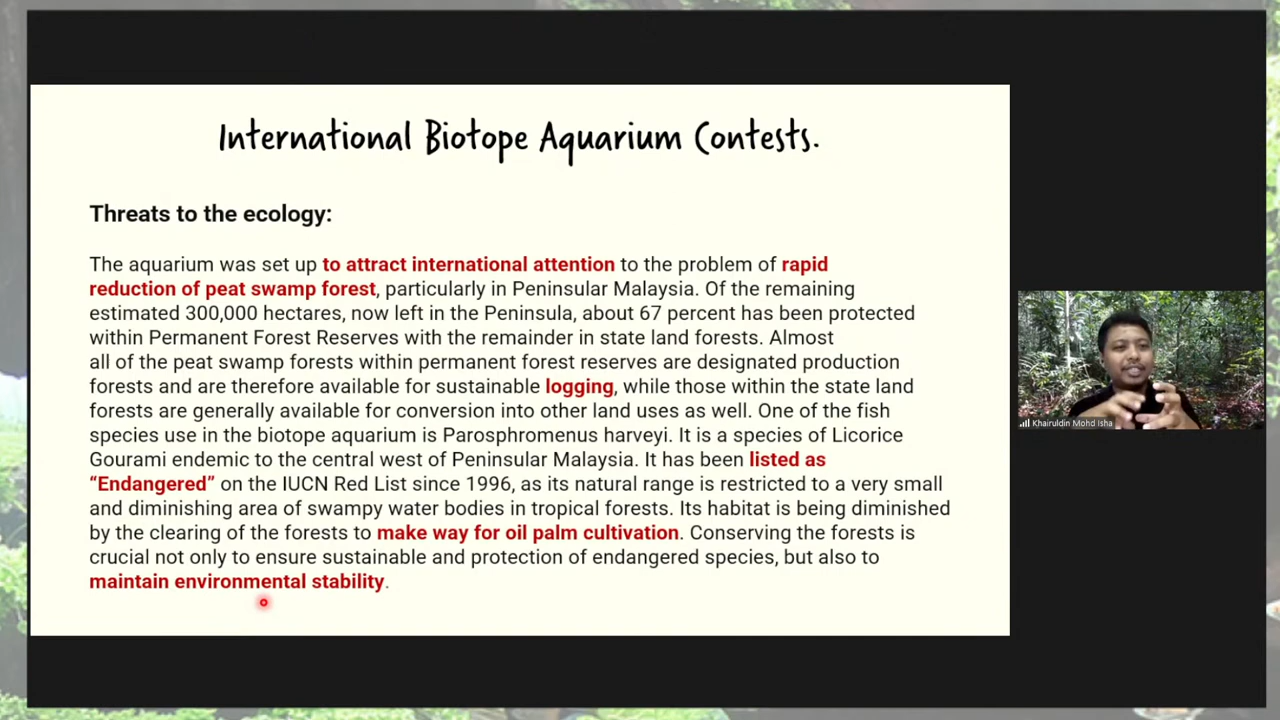 International Biotope Aquarium Contests.
Threats to the ecology:
The aquarium was set up to attract international attention to the problem of rapid
reduction of peat swamp forest, particularly in Peninsular Malaysia. Of the remaining
estimated 300,000 hectares, now left in the Peninsula, about 67 percent has been protected
within Permanent Forest Reserves with the remainder in state land forests. Almost
all of the peat swamp forests within permanent forest reserves are designated production
forests and are therefore available for sustainable logging, while those within the state land
forests are generally available for conversion into other land uses as well. One of the fish
species use in the biotope aquarium is Parosphromenus harveyi. It is a species of Licorice
Gourami endemic to the central west of Peninsular Malaysia. It has been listed as
“Endangered” on the IUCN Red List since 1996, as its natural range is restricted to a very small
and diminishing area of swampy water bodies in tropical forests. Its habitat is being diminished
by the clearing of the forests to make way for oil palm cultivation. Conserving the forests is
crucial not only to ensure sustainable and protection of endangered species, but also to
maintain environmental stability.
Khairuldin Mohd Isha